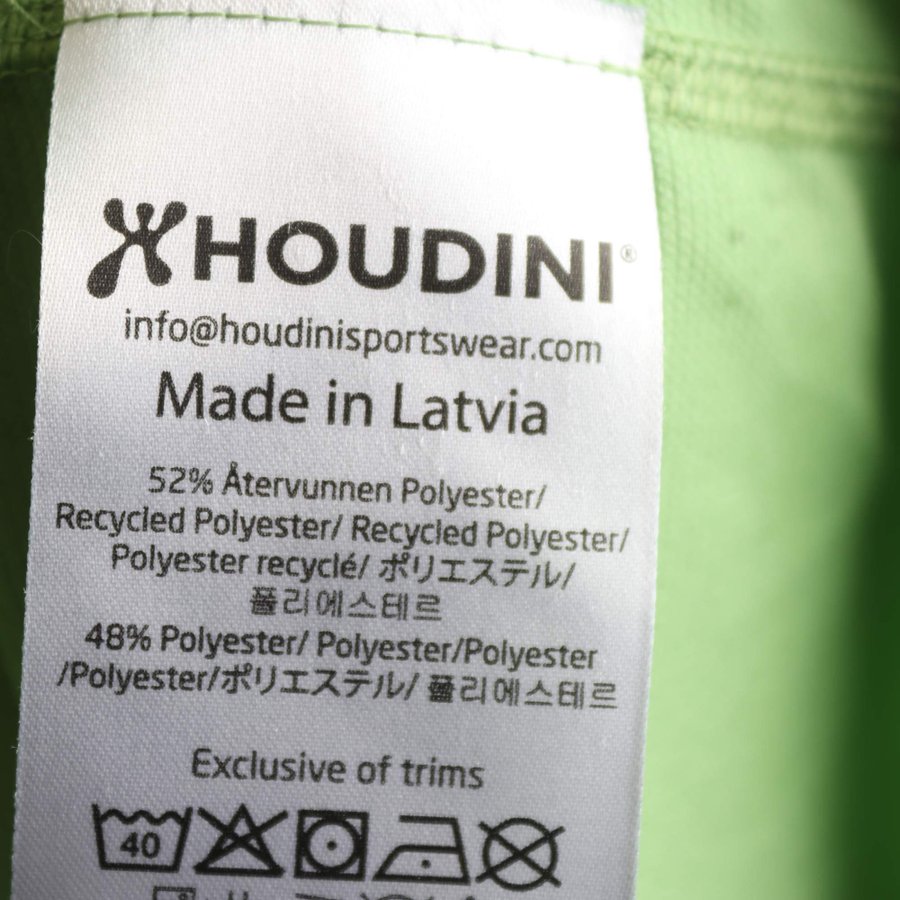 HOUDINI®
info@houdinisportswear.com
Made in Latvia
52% Återvunnen Polyester/
Recycled Polyester/ Recycled Polyester/
Polyester recyclé/ ポリエステル/
폴리에스테르
48% Polyester/ Polyester/Polyester
/Polyester/ポリエステル/ 폴리에스테르
Exclusive of trims
40